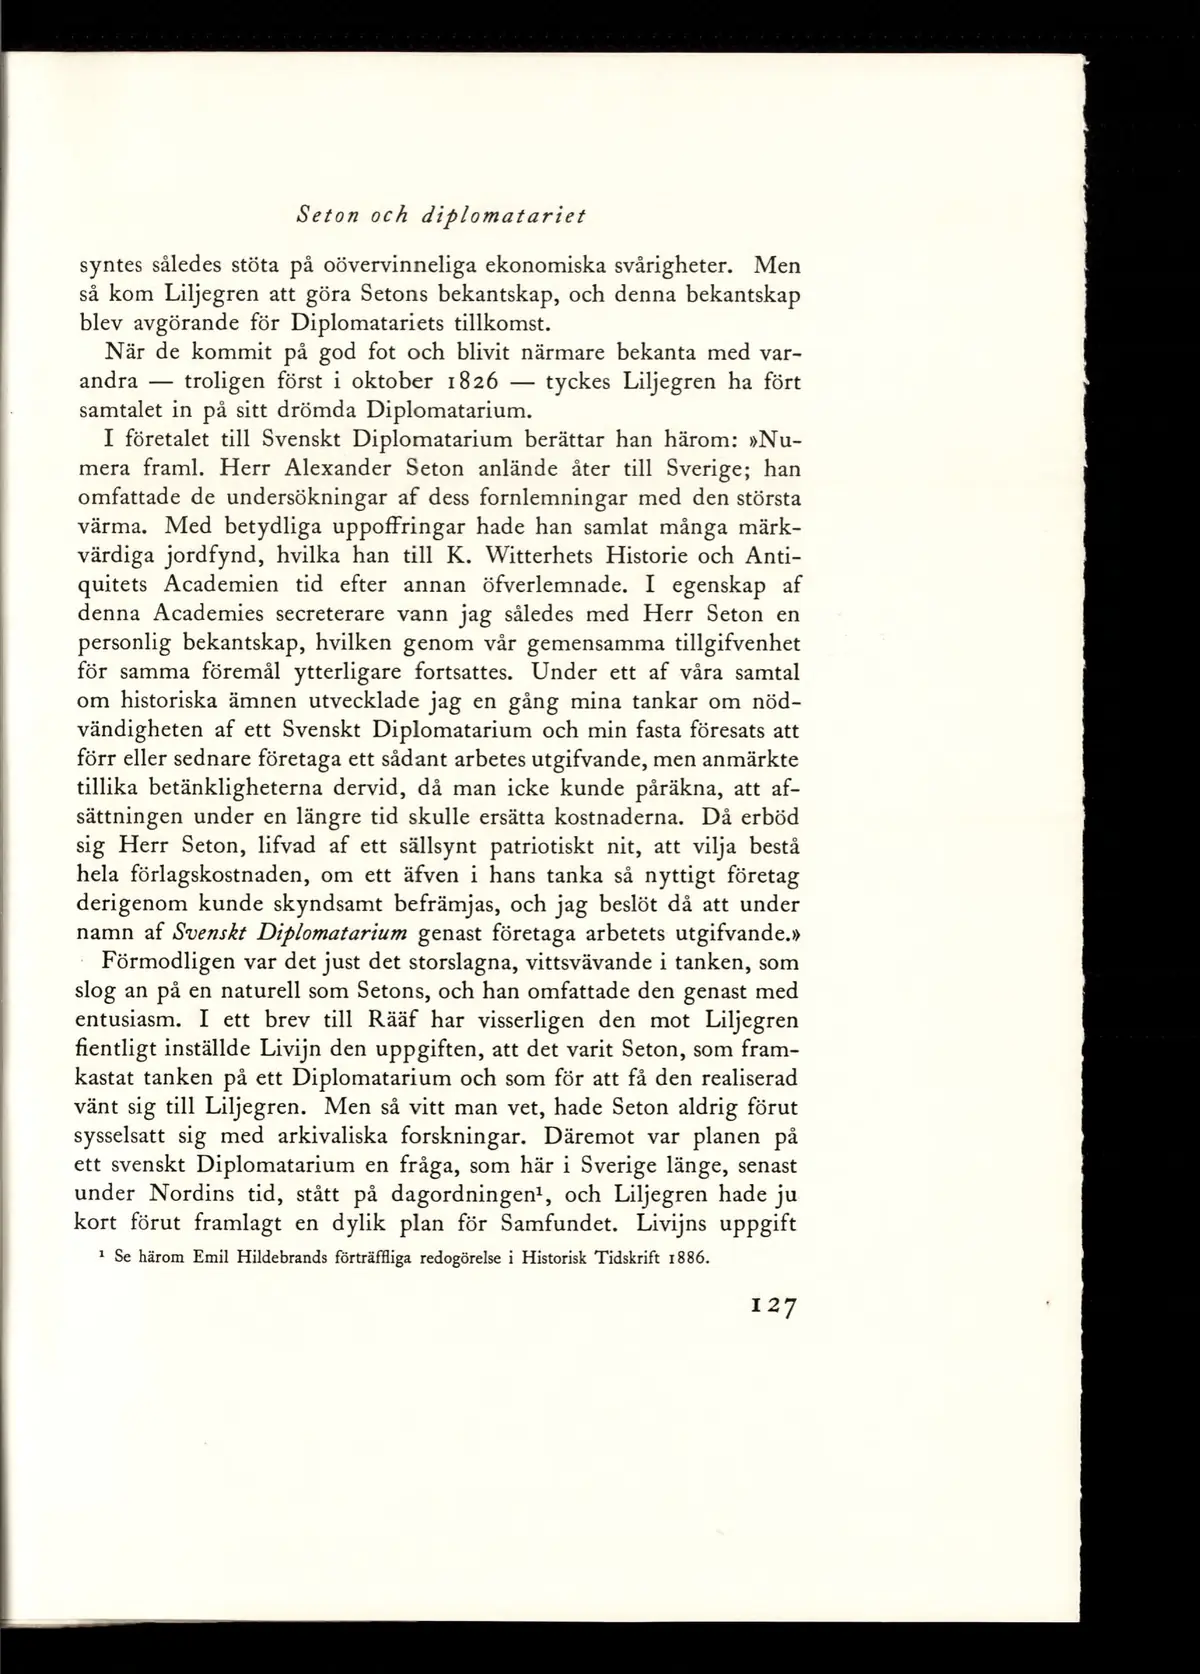 Seton och diplomatariet
syntes således stöta på oövervinneliga ekonomiska svårigheter. Men
så kom Liljegren att göra Setons bekantskap, och denna bekantskap
blev avgörande för Diplomatariets tillkomst.
När de kommit på god fot och blivit närmare bekanta med var-
andra — troligen först i oktober 1826 — tyckes Liljegren ha fört
samtalet in på sitt drömda Diplomatarium.
I företalet till Svenskt Diplomatarium berättar han härom: »Nu-
mera framl. Herr Alexander Seton anlände åter till Sverige; han
omfattade de undersökningar af dess fornlemningar med den största
värma. Med betydliga uppoffringar hade han samlat många märk-
värdiga jordfynd, hvilka han till K. Witterhets Historie och Anti-
quitets Academien tid efter annan öfverlemnade. I egenskap af
denna Academies secreterare vann jag således med Herr Seton en
personlig bekantskap, hvilken genom vår gemensamma tillgifvenhet
för samma föremål ytterligare fortsattes. Under ett af våra samtal
om historiska ämnen utvecklade jag en gång mina tankar om nöd-
vändigheten af ett Svenskt Diplomatarium och min fasta föresats att
förr eller sednare företaga ett sådant arbetes utgifvande, men anmärkte
tillika betänkligheterna dervid, då man icke kunde påräkna, att af-
sättningen under en längre tid skulle ersätta kostnaderna. Då erböd
sig Herr Seton, lifvad af ett sällsynt patriotiskt nit, att vilja bestå
hela förlagskostnaden, om ett äfven i hans tanka så nyttigt företag
derigenom kunde skyndsamt befrämjas, och jag beslöt då att under
namn af Svenskt Diplomatarium genast företaga arbetets utgifvande.»
Förmodligen var det just det storslagna, vittsvävande i tanken, som
slog an på en naturell som Setons, och han omfattade den genast med
entusiasm. I ett brev till Rääf har visserligen den mot Liljegren
fientligt inställde Livijn den uppgiften, att det varit Seton, som fram-
kastat tanken på ett Diplomatarium och som för att få den realiserad
vänt sig till Liljegren. Men så vitt man vet, hade Seton aldrig förut
sysselsatt sig med arkivaliska forskningar. Däremot var planen på
ett svenskt Diplomatarium en fråga, som här i Sverige länge, senast
under Nordins tid, stått på dagordningen¹, och Liljegren hade ju
kort förut framlagt en dylik plan för Samfundet. Livijns uppgift
¹ Se härom Emil Hildebrands förträffliga redogörelse i Historisk Tidskrift 1886.
127